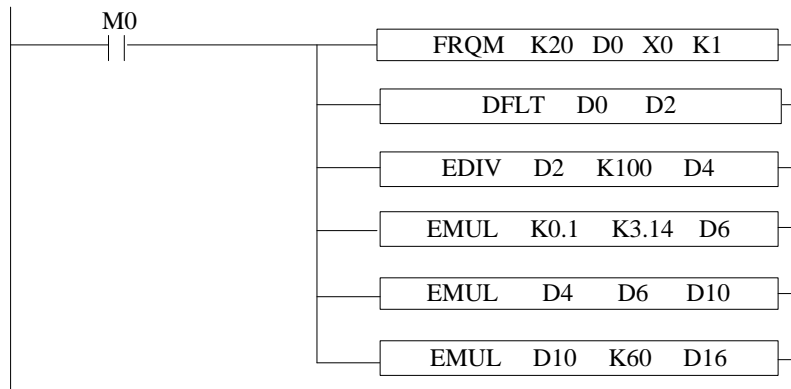 M0
FRQM K20 D0 X0 K1
DFLT D0 D2
EDIV D2 K100 D4
EMUL K0.1 K3.14 D6
EMUL D4 D6 D10
EMUL D10 K60 D16